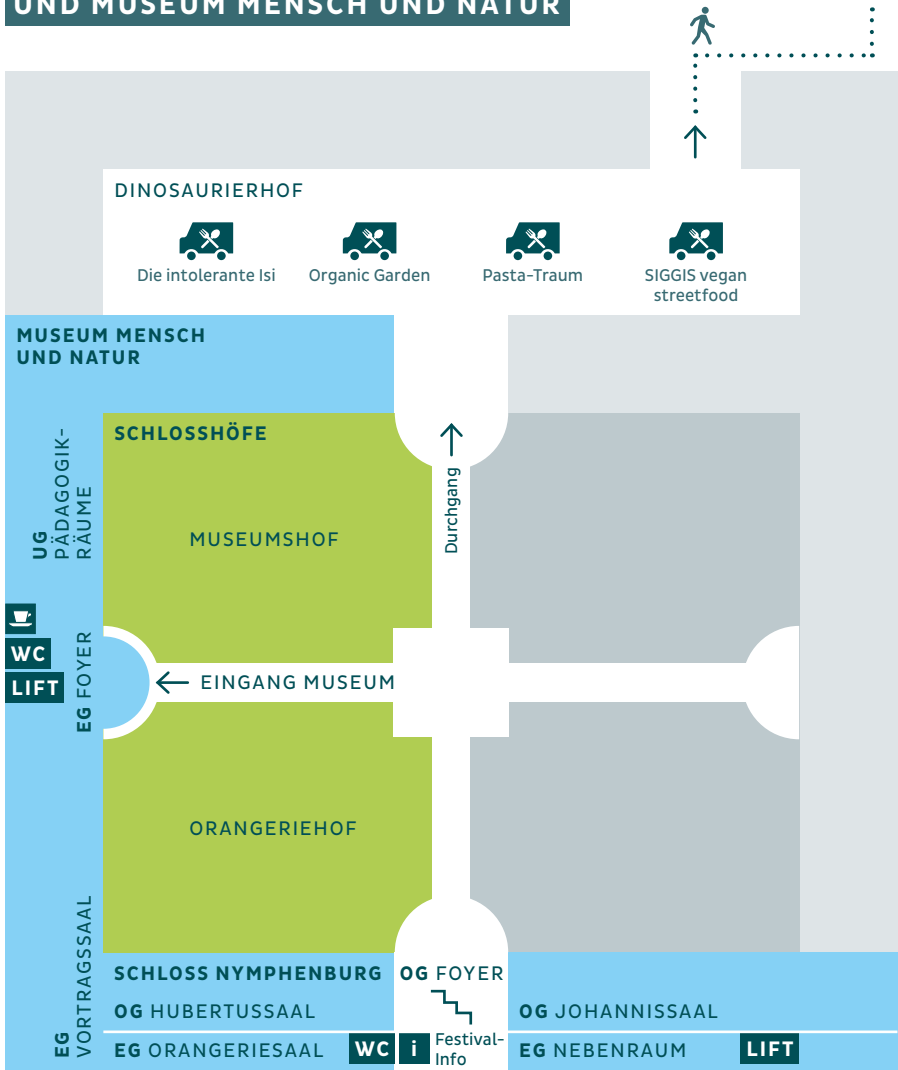 UND MUSEUM MENSCH UND NATUR
DINOSAURIERHOF
Die intolerante Isi
Organic Garden
Pasta-Traum
SIGGIS vegan
streetfood
MUSEUM MENSCH
UND NATUR
SCHLOSSHÖFE
UG
PÄDAGOGIK-
RÄUME
Durchgang
MUSEUMSHOF
WC
LIFT
EG FOYER
EINGANG MUSEUM
ORANGERIEHOF
EG
VORTRAGSSAAL
SCHLOSS NYMPHENBURG
OG FOYER
OG HUBERTUSSAAL
OG JOHANNISSAAL
EG ORANGERIESAAL
WC
i
Festival-
Info
EG NEBENRAUM
LIFT